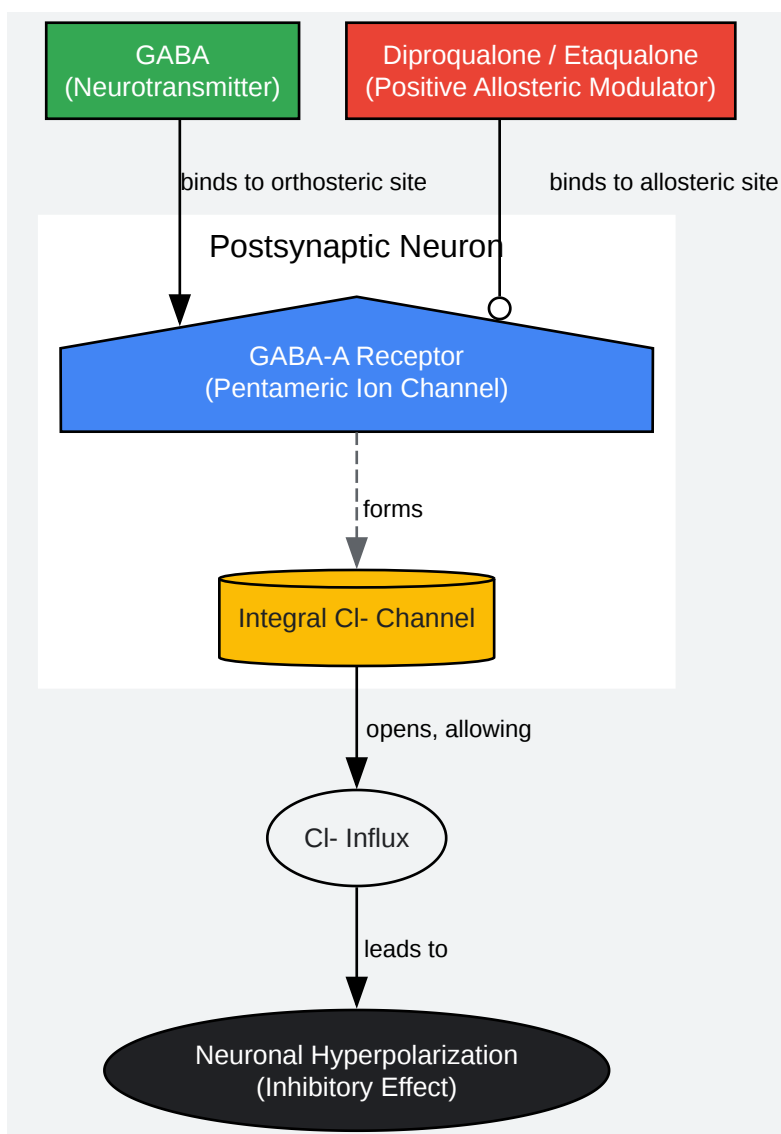 GABA
(Neurotransmitter)
Diproqualone / Etaqualone
(Positive Allosteric Modulator)
binds to orthosteric site
binds to allosteric site
Postsynaptic Neuron
GABA-A Receptor
(Pentameric Ion Channel)
forms
Integral Cl- Channel
opens, allowing
Cl- Influx
leads to
Neuronal Hyperpolarization
(Inhibitory Effect)